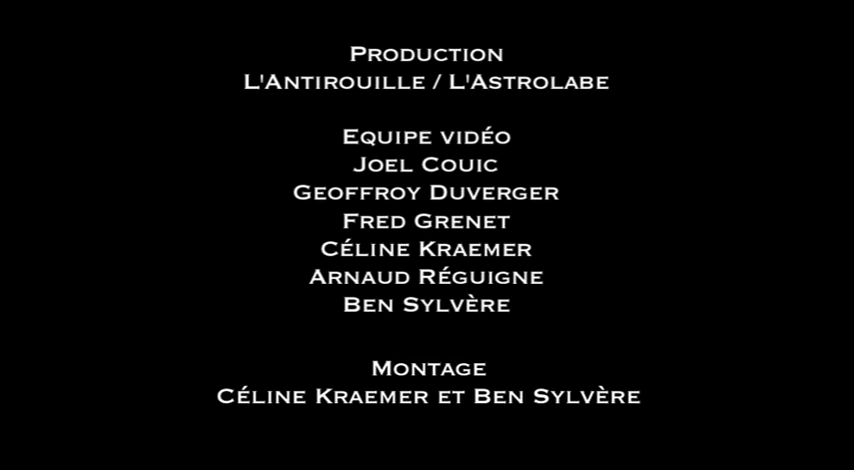 Production
L'Antirouille / L'Astrolabe
Equipe vidéo
Joel Couic
Geoffroy Duverger
Fred Grenet
Céline Kraemer
Arnaud Réguigne
Ben Sylvère
Montage
Céline Kraemer et Ben Sylvère